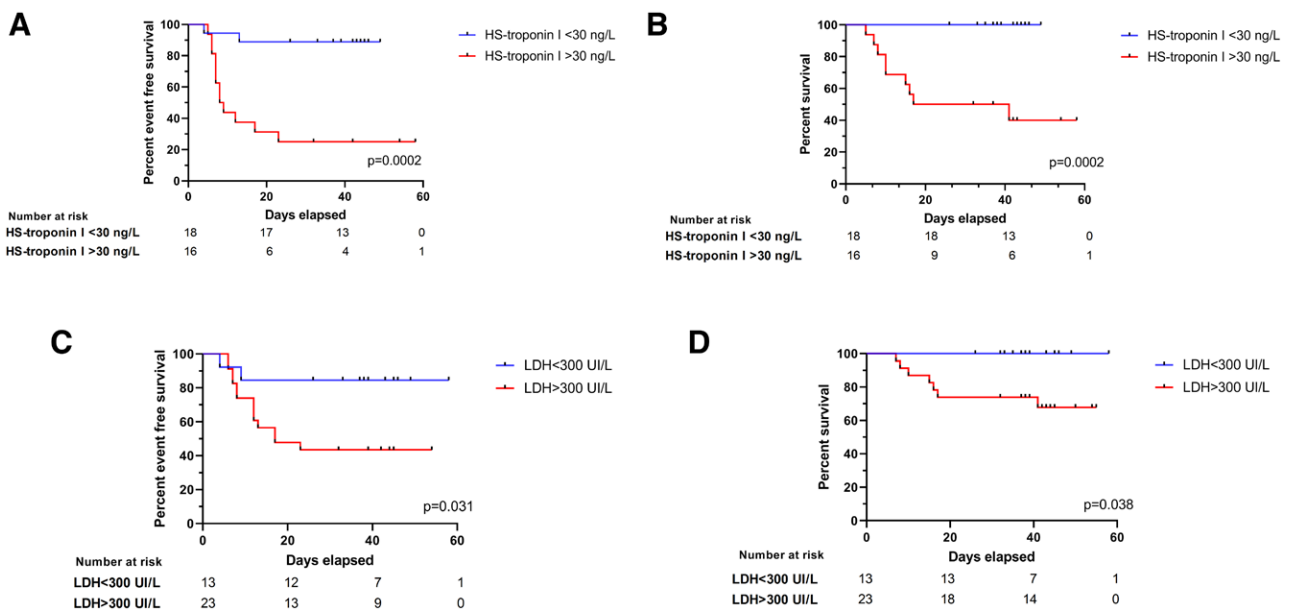 A
Percent event free survival
100
80
60
40
20
0
0 20 40 60
Days elapsed
p=0.0002
HS-troponin I <30 ng/L
HS-troponin I >30 ng/L
Number at risk
HS-troponin I <30 ng/L 18 17 13 0
HS-troponin I >30 ng/L 16 6 4 1
B
Percent survival
100
80
60
40
20
0
0 20 40 60
Days elapsed
p=0.0002
HS-troponin I <30 ng/L
HS-troponin I >30 ng/L
Number at risk
HS-troponin I <30 ng/L 18 18 13 0
HS-troponin I >30 ng/L 16 9 6 1
C
Percent event free survival
100
80
60
40
20
0
0 20 40 60
Days elapsed
p=0.031
LDH<300 UI/L
LDH>300 UI/L
Number at risk
LDH<300 UI/L 13 12 7 1
LDH>300 UI/L 23 13 9 0
D
Percent survival
100
80
60
40
20
0
0 20 40 60
Days elapsed
p=0.038
LDH<300 UI/L
LDH>300 UI/L
Number at risk
LDH<300 UI/L 13 13 7 1
LDH>300 UI/L 23 18 14 0